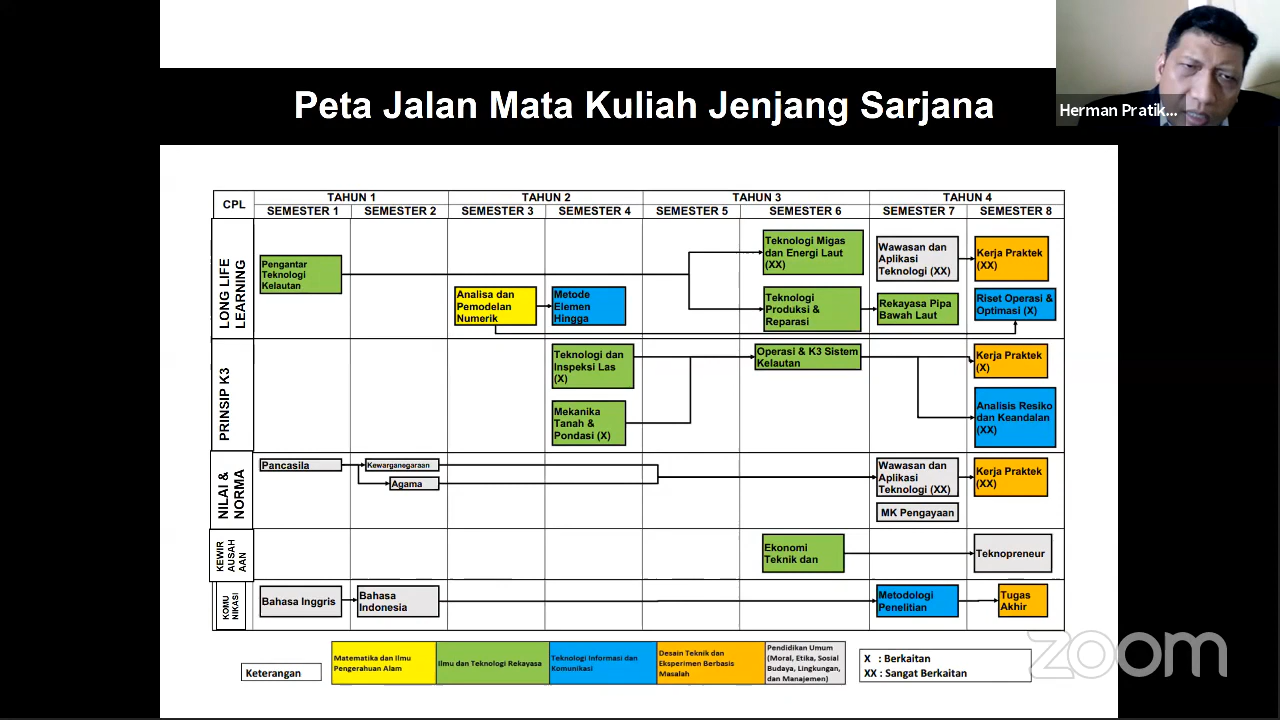 Peta Jalan Mata Kuliah Jenjang Sarjana
Herman Pratik...
CPL
TAHUN 1
TAHUN 2
TAHUN 3
TAHUN 4
SEMESTER 1
SEMESTER 2
SEMESTER 3
SEMESTER 4
SEMESTER 5
SEMESTER 6
SEMESTER 7
SEMESTER 8
LONG LIFE
LEARNING
Pengantar
Teknologi
Kelautan
Analisa dan
Pemodelan
Numerik
Metode
Elemen
Hingga
Teknologi Migas
dan Energi Laut
(XX)
Teknologi
Produksi &
Reparasi
Wawasan dan
Aplikasi
Teknologi (XX)
Rekayasa Pipa
Bawah Laut
Kerja Praktek
(XX)
Riset Operasi &
Optimasi (X)
PRINSIP K3
Teknologi dan
Inspeksi Las
(X)
Mekanika
Tanah &
Pondasi (X)
Operasi & K3 Sistem
Kelautan
Kerja Praktek
(X)
Analisis Resiko
dan Keandalan
(XX)
NILAI &
NORMA
Pancasila
Kewarganegaraan
Agama
Wawasan dan
Aplikasi
Teknologi (XX)
MK Pengayaan
Kerja Praktek
(XX)
KEWIR
AUSAH
AAN
Ekonomi
Teknik dan
Teknopreneur
KOMU
NIKASI
Bahasa Inggris
Bahasa
Indonesia
Metodologi
Penelitian
Tugas
Akhir
Keterangan
Matematika dan Ilmu
Pengerahuan Alam
Ilmu dan Teknologi Rekayasa
Teknologi Informasi dan
Komunikasi
Desain Teknik dan
Eksperimen Berbasis
Masalah
Pendidikan Umum
(Moral, Etika, Sosial
Budaya, Lingkungan,
dan Manajemen)
X : Berkaitan
XX : Sangat Berkaitan
zoom